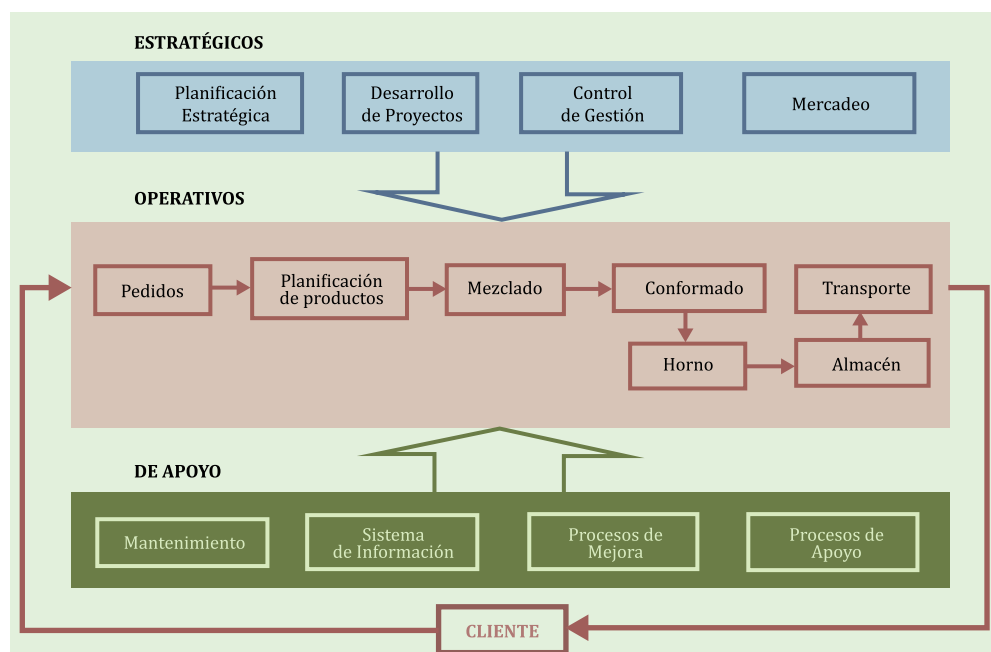 ESTRATÉGICOS
Planificación
Estratégica
Desarrollo
de Proyectos
Control
de Gestión
Mercadeo
OPERATIVOS
Pedidos
Planificación
de productos
Mezclado
Conformado
Transporte
Horno
Almacén
DE APOYO
Mantenimiento
Sistema
de Información
Procesos de
Mejora
Procesos de
Apoyo
CLIENTE